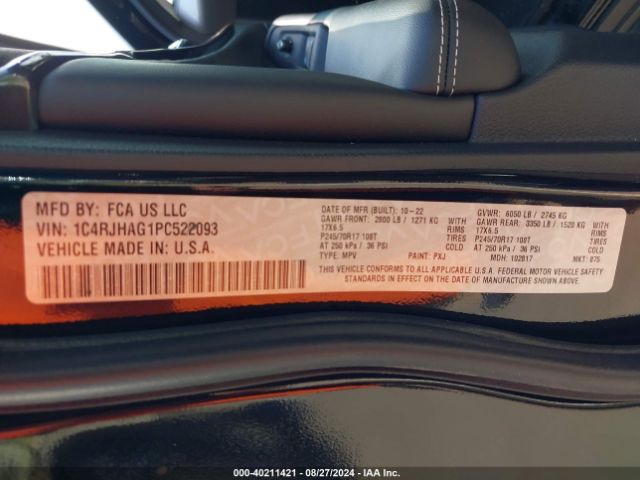 MFD BY: FCA US LLC
VIN: 1C4RJHAG1PC522093
VEHICLE MADE IN: U.S.A.
DATE OF MFR (BUILT): 10-22
GAWR FRONT: 2800 LB / 1271 KG WITH
17X6.5 RIMS
P245/70R17 108T TIRES
AT 250 kPa / 36 PSI COLD
TYPE: MPV PAINT: PXJ
GVWR: 6050 LB / 2745 KG
GAWR REAR: 3350 LB / 1520 KG WITH
17X6.5 RIMS
P245/70R17 108T TIRES
AT 250 kPa / 36 PSI COLD
MDH: 102817 MKT: 875
THIS VEHICLE CONFORMS TO ALL APPLICABLE U.S.A. FEDERAL MOTOR VEHICLE SAFETY
STANDARDS IN EFFECT ON THE DATE OF MANUFACTURE SHOWN ABOVE.
000-40211421 - 08/27/2024 - IAA Inc.